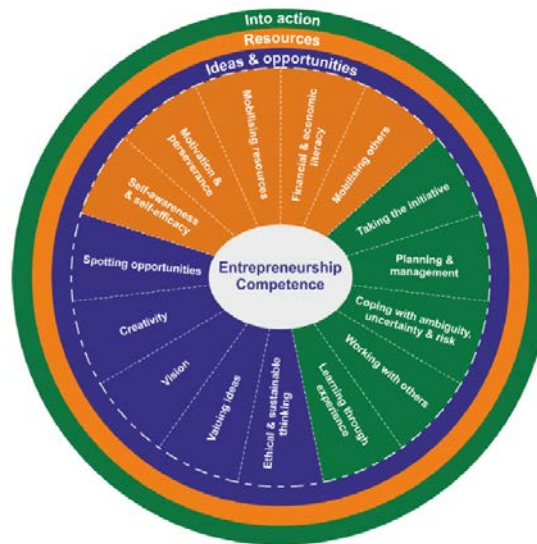 Into action
Resources
Ideas & opportunities
Self-awareness
& self-efficacy
Motivation &
perseverance
Mobilising resources
Financial & economic
literacy
Mobilising others
Taking the initiative
Planning &
management
Coping with ambiguity,
uncertainty & risk
Working with others
Learning through
experience
Ethical & sustainable
thinking
Valuing ideas
Vision
Creativity
Spotting opportunities
Entrepreneurship
Competence